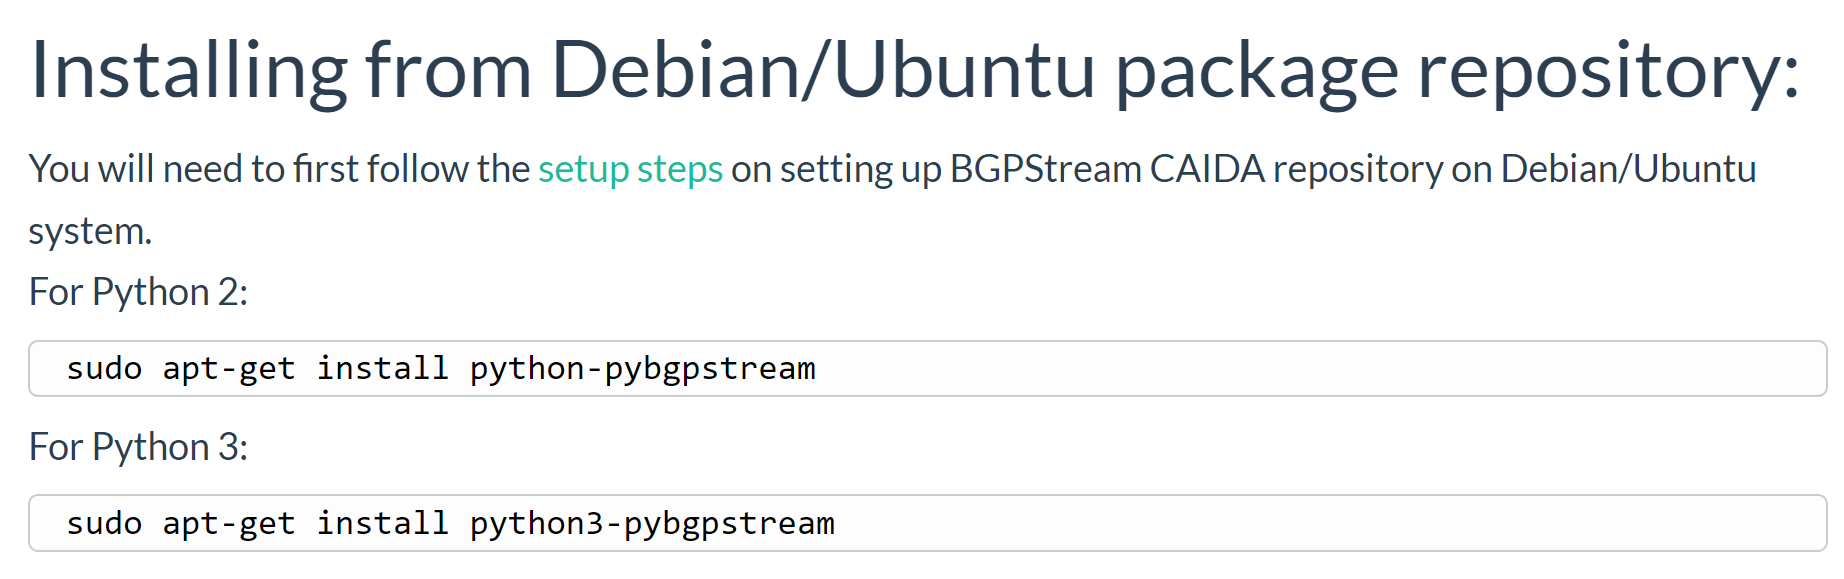 Installing from Debian/Ubuntu package repository:
You will need to first follow the setup steps on setting up BGPStream CAIDA repository on Debian/Ubuntu
system.
For Python 2:
sudo apt-get install python-pybgpstream
For Python 3:
sudo apt-get install python3-pybgpstream